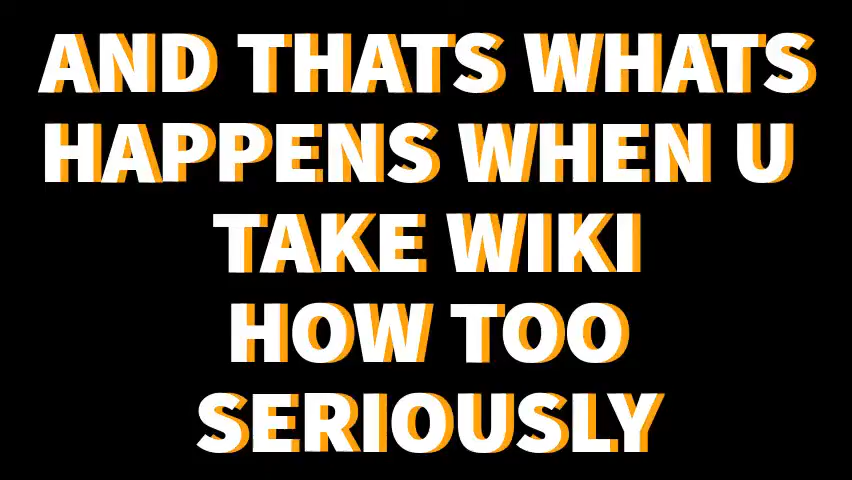 AND THATS WHATS
HAPPENS WHEN U
TAKE WIKI
HOW TOO
SERIOUSLY